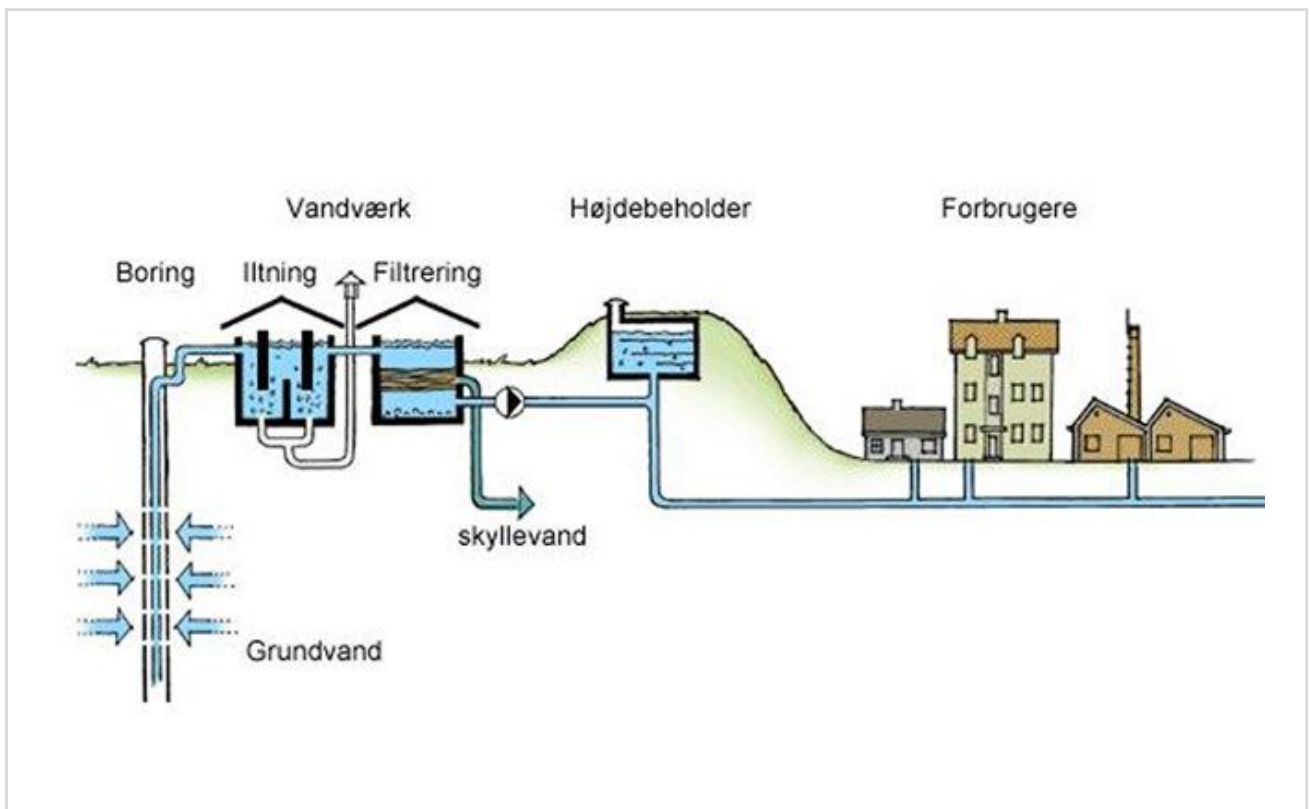 Vandværk
Højdebeholder
Forbrugere
Boring
Iltning
Filtrering
skyllevand
Grundvand